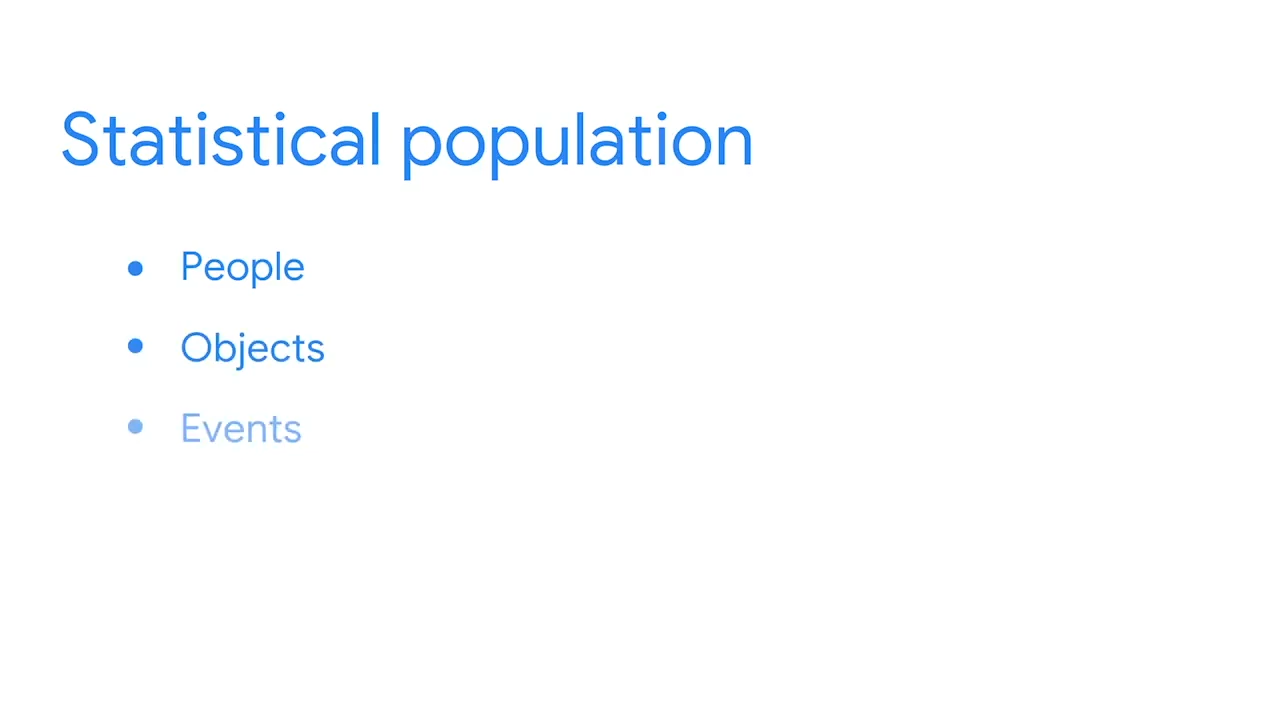 Statistical population
• People
• Objects
• Events